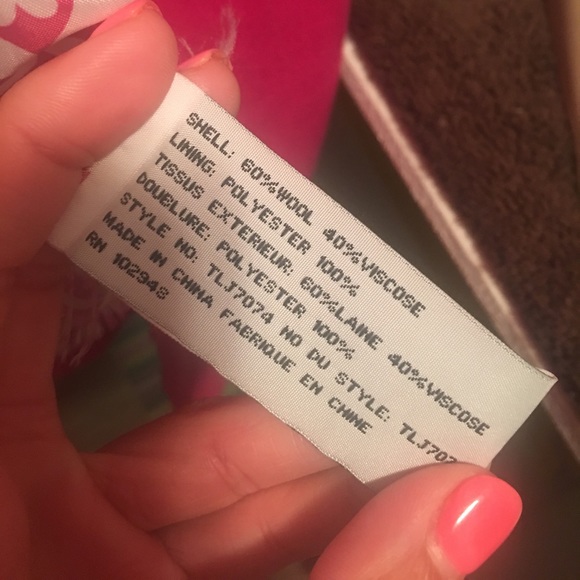 SHELL: 60%WOOL 40%VISCOSE
LINING: POLYESTER 100%
TISSUS EXTERIEUR: 60%LAINE 40%VISCOSE
DOUBLURE: POLYESTER 100%
STYLE NO: TLJ7074 NO DU STYLE:
MADE IN CHINA FABRIQUE EN CHINE
RN 102948